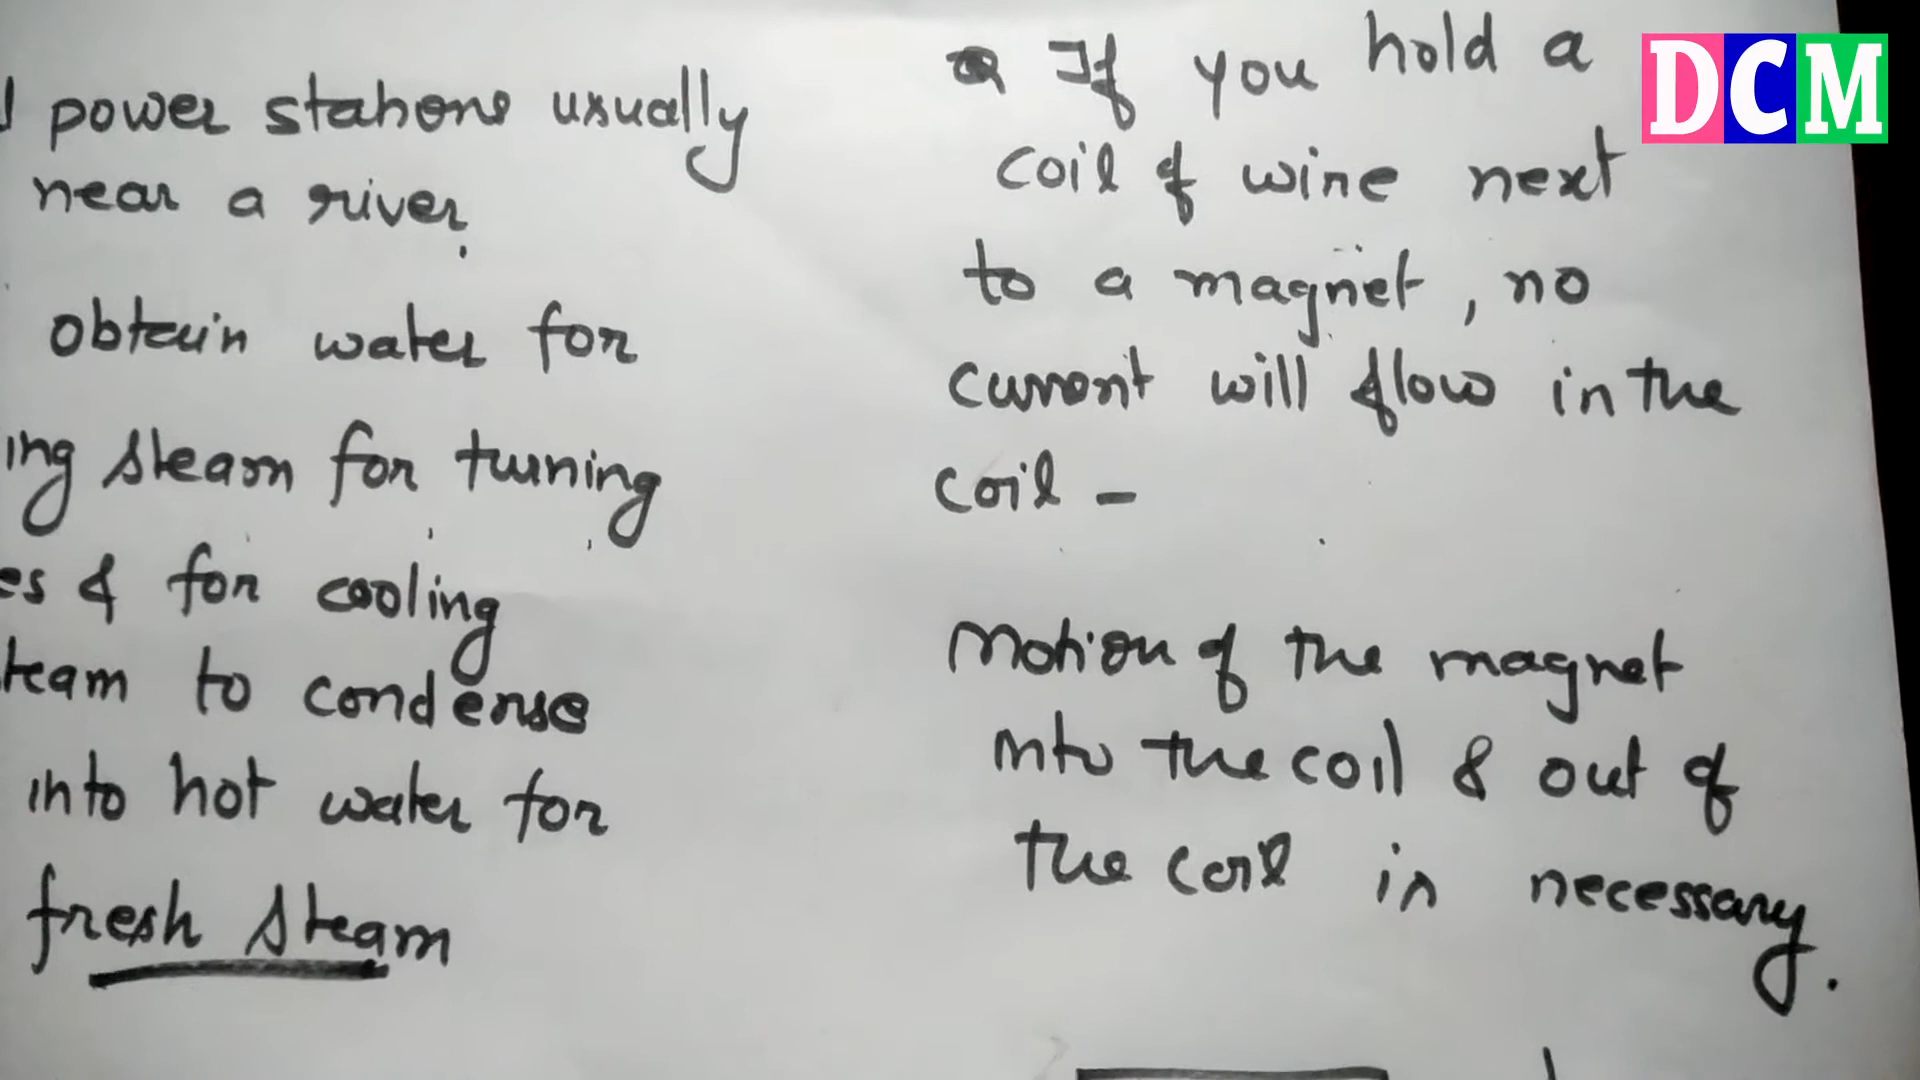 power stations usually
near a river.
obtain water for
ing steam for turning
es & for cooling
team to condense
into hot water for
fresh steam
Q If you hold a
coil of wire next
to a magnet, no
current will flow in the
coil -
Motion of the magnet
into the coil & out of
the coil is necessary.
DCM